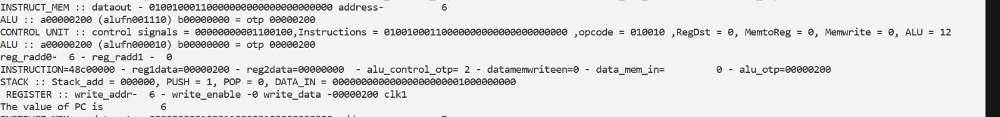 INSTRUCT_MEM :: dataout - 01001000110000000000000000000000 address- 6
ALU :: a00000200 (alufn001110) b00000000 = otp 00000200
CONTROL UNIT :: control signals = 00000000001100100,Instructions = 01001000110000000000000000000000 ,opcode = 010010 ,RegDst = 0, MemtoReg = 0, Memwrite = 0, ALU = 12
ALU :: a00000200 (alufn000010) b00000000 = otp 00000200
reg_radd0- 6 - reg_radd1 - 0
INSTRUCTION=48c00000 - reg1data=00000200 - reg2data=00000000 - alu_control_otp= 2 - datamemwriteen=0 - data_mem_in= 0 - alu_otp=00000200
STACK :: Stack_add = 000000, PUSH = 1, POP = 0, DATA_IN = 00000000000000000000001000000000
REGISTER :: write_addr- 6 - write_enable -0 write_data -00000200 clk1
The value of PC is 6